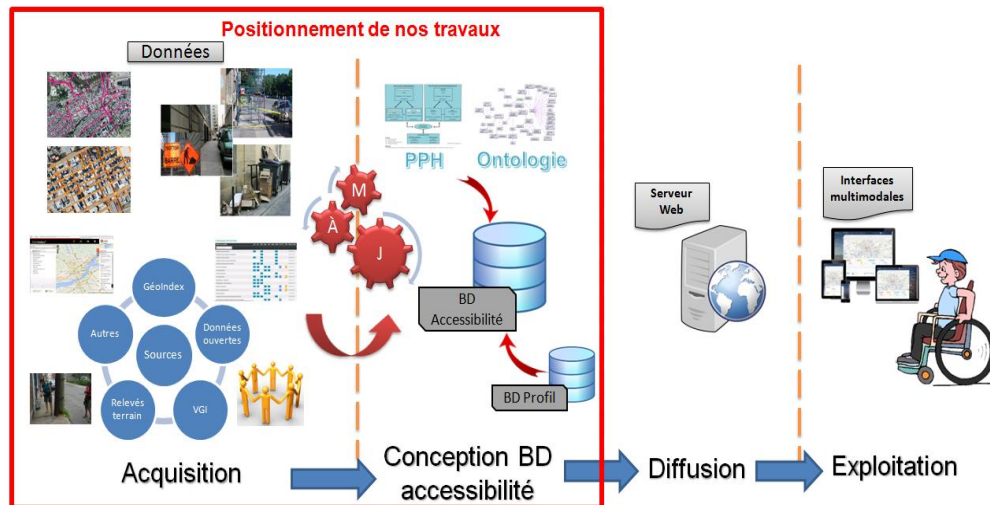 Positionnement de nos travaux
Données
PPH
Ontologie
M
À
J
BD
Accessibilité
BD Profil
GéoIndex
Autres
Données
ouvertes
Sources
Relevés
terrain
VGI
Serveur
Web
Interfaces
multimodales
Acquisition
Conception BD
accessibilité
Diffusion
Exploitation